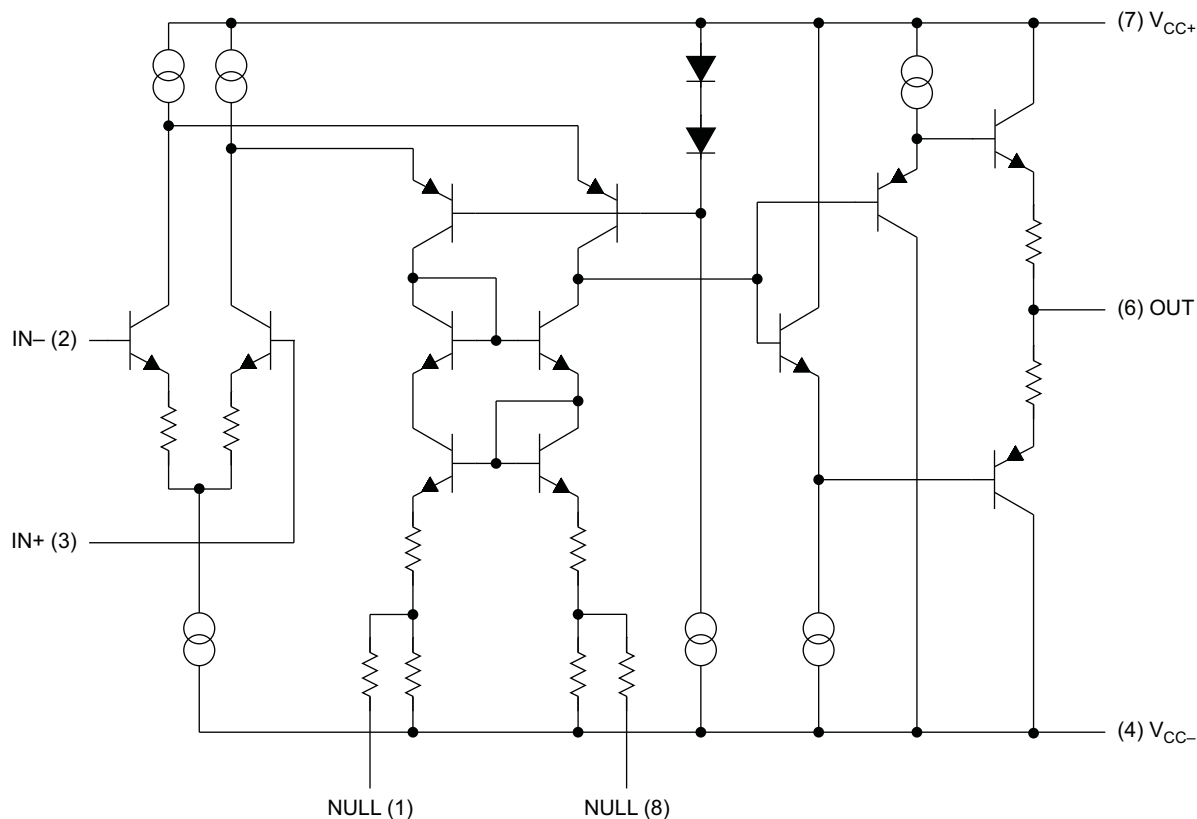 (7) VCC+
IN– (2)
(6) OUT
IN+ (3)
(4) VCC–
NULL (1)
NULL (8)